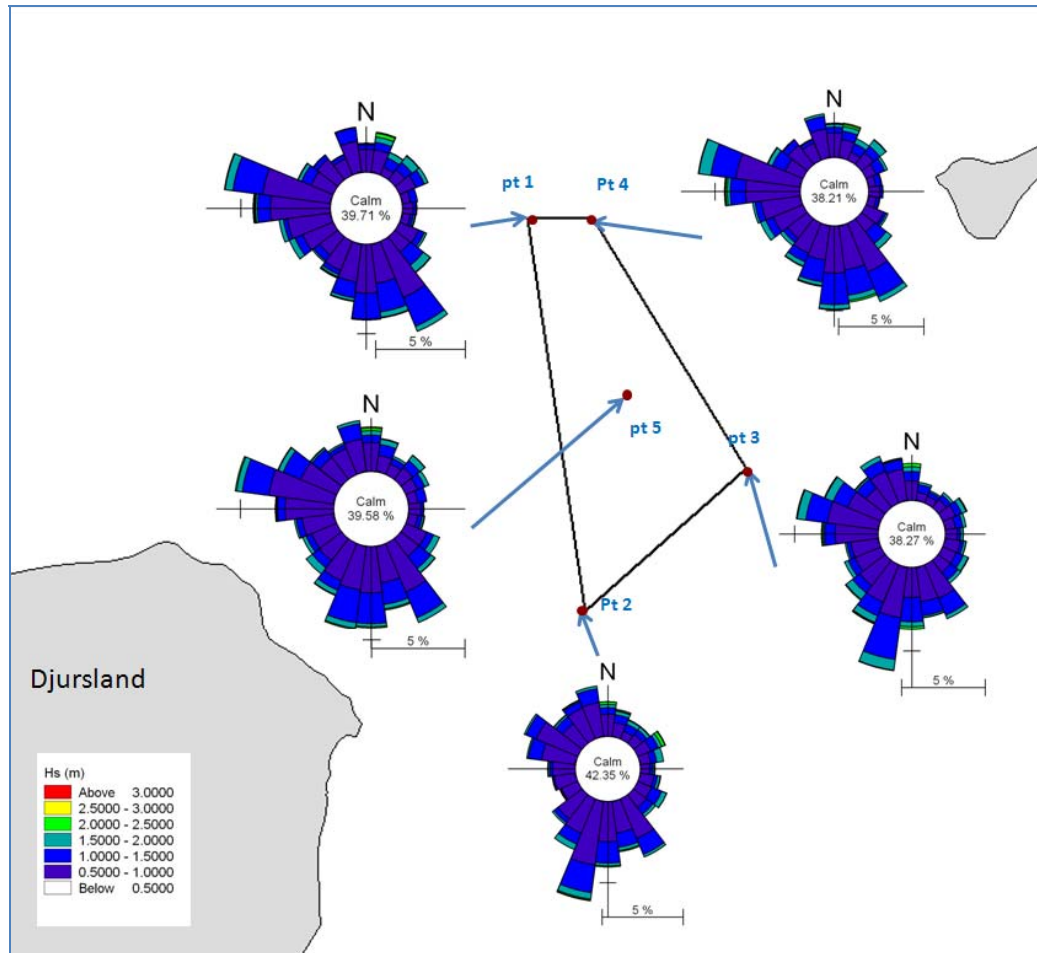 N
Calm
39.71 %
5 %
pt 1
Pt 4
N
Calm
38.21 %
5 %
N
Calm
39.58 %
5 %
pt 5
pt 3
N
Calm
38.27 %
5 %
Pt 2
N
Calm
42.35 %
5 %
Djursland
Hs (m)
Above 3.0000
2.5000 - 3.0000
2.0000 - 2.5000
1.5000 - 2.0000
1.0000 - 1.5000
0.5000 - 1.0000
Below 0.5000